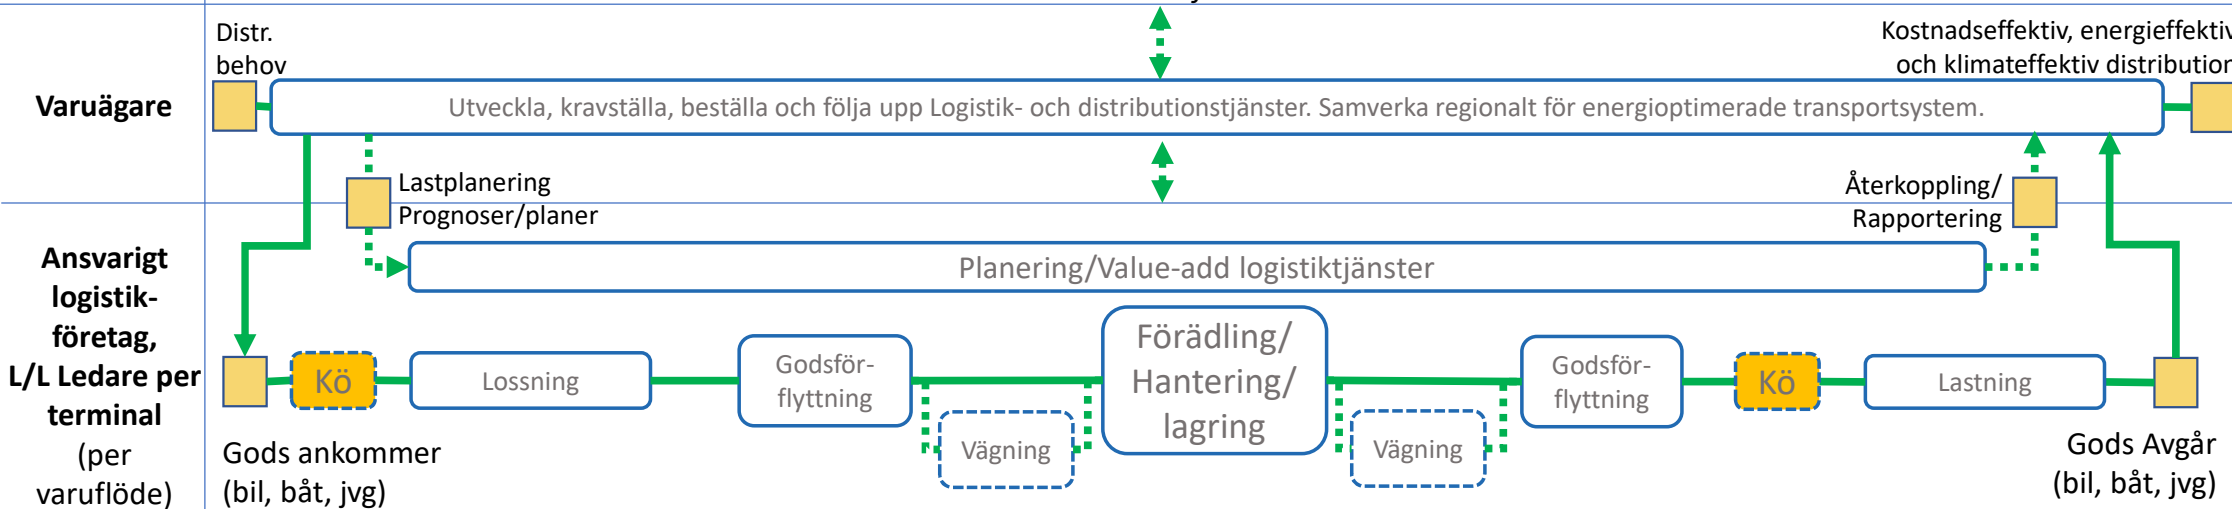 Distr.
behov
Kostnadseffektiv, energieffektiv
och klimateffektiv distribution
Varuägare
Utveckla, kravställa, beställa och följa upp Logistik- och distributionstjänster. Samverka regionalt för energioptimerade transportsystem.
Lastplanering
Prognoser/planer
Återkoppling/
Rapportering
Ansvarigt
logistik-
företag,
L/L Ledare per
terminal
(per
varuflöde)
Planering/Value-add logistiktjänster
Kö
Lossning
Godsför-
flyttning
Vägning
Förädling/
Hantering/
lagring
Vägning
Godsför-
flyttning
Kö
Lastning
Gods ankommer
(bil, båt, jvg)
Gods Avgår
(bil, båt, jvg)